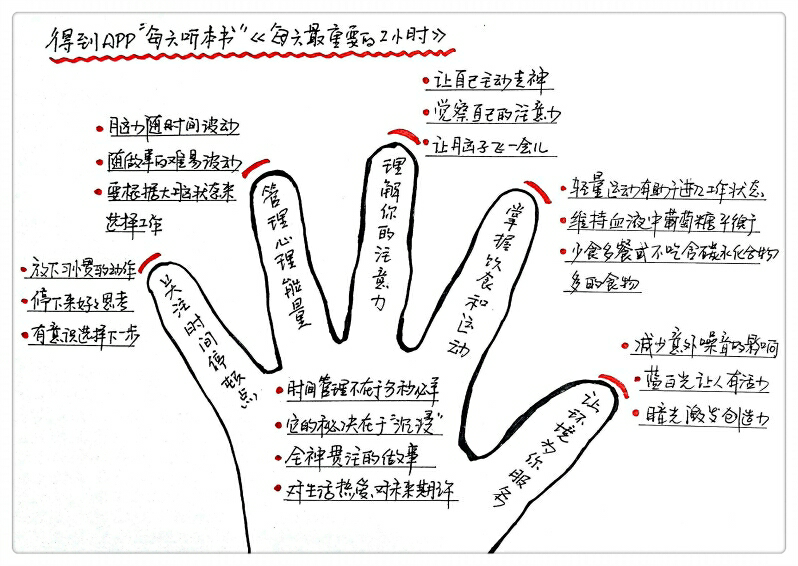 得到APP"每天听本书"《每天最重要的2小时》
让自己主动走神
觉察自己的注意力
让脑子飞一会儿
脑力随时间波动
随做事的难易波动
要根据大脑状态来
选择工作
轻量运动有助于进入工作状态
维持血液中葡萄糖平衡
少食多餐或不吃含碳水化合物
多的食物
放下习惯的动作
停下来好好思考
有意识选择下一步
减少意外噪音的影响
蓝白光让人有活力
暗光激发创造力
关注时间停顿点
管理心理能量
理解你的注意力
掌握饮食和运动
让环境为你服务
时间管理不在于分秒必争
它的秘诀在于"沉浸"
全神贯注的做事
对生活热爱、对未来期许